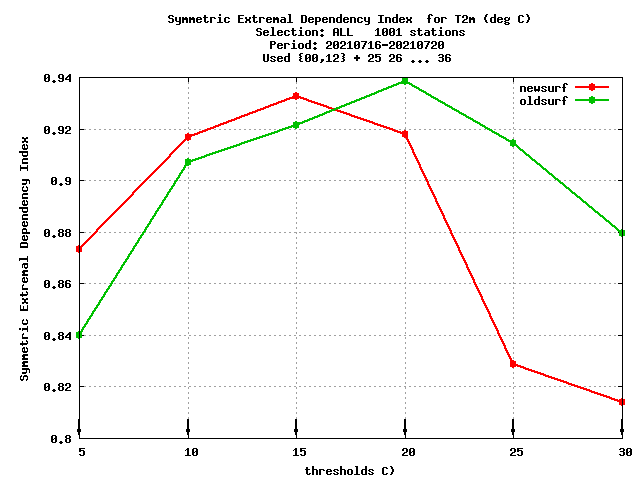 Symmetric Extremal Dependency Index  for T2m (deg C)
Selection: ALL   1001 stations
Period: 20210716-20210720
Used {00,12} + 25 26 ... 36
newsurf
oldsurf
Symmetric Extremal Dependency Index
0.94
0.92
0.9
0.88
0.86
0.84
0.82
0.8
5 10 15 20 25 30
thresholds C)